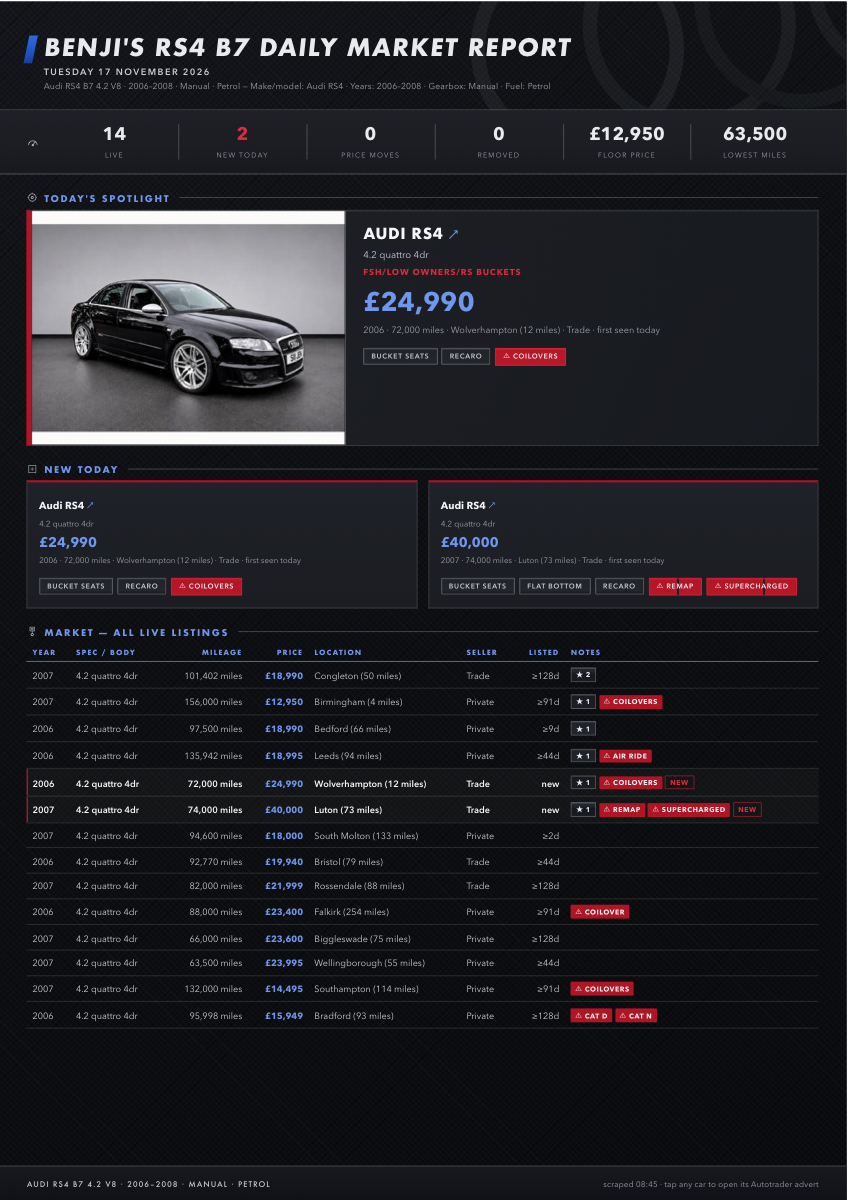 BENJI'S RS4 B7 DAILY MARKET REPORT
TUESDAY 17 NOVEMBER 2026
Audi RS4 B7 4.2 V8 · 2006–2008 · Manual · Petrol — Make/model: Audi RS4 · Years: 2006–2008 · Gearbox: Manual · Fuel: Petrol
14 2 0 0 £12,950 63,500
LIVE NEW TODAY PRICE MOVES REMOVED FLOOR PRICE LOWEST MILES
TODAY'S SPOTLIGHT
AUDI RS4 ↗
4.2 quattro 4dr
FSH/LOW OWNERS/RS BUCKETS
£24,990
2006 · 72,000 miles · Wolverhampton (12 miles) · Trade · first seen today
BUCKET SEATS RECARO ⚠ COILOVERS
NEW TODAY
Audi RS4 ↗
4.2 quattro 4dr
£24,990
2006 · 72,000 miles · Wolverhampton (12 miles) · Trade · first seen today
BUCKET SEATS RECARO ⚠ COILOVERS
Audi RS4 ↗
4.2 quattro 4dr
£40,000
2007 · 74,000 miles · Luton (73 miles) · Trade · first seen today
BUCKET SEATS FLAT BOTTOM RECARO ⚠ REMAP ⚠ SUPERCHARGED
MARKET — ALL LIVE LISTINGS
YEAR SPEC / BODY MILEAGE PRICE LOCATION SELLER LISTED NOTES
2007 4.2 quattro 4dr 101,402 miles £18,990 Congleton (50 miles) Trade ≥128d ★ 2
2007 4.2 quattro 4dr 156,000 miles £12,950 Birmingham (4 miles) Private ≥91d ★ 1 ⚠ COILOVERS
2006 4.2 quattro 4dr 97,500 miles £18,990 Bedford (66 miles) Private ≥9d ★ 1
2006 4.2 quattro 4dr 135,942 miles £18,995 Leeds (94 miles) Private ≥44d ★ 1 ⚠ AIR RIDE
2006 4.2 quattro 4dr 72,000 miles £24,990 Wolverhampton (12 miles) Trade new ★ 1 ⚠ COILOVERS NEW
2007 4.2 quattro 4dr 74,000 miles £40,000 Luton (73 miles) Trade new ★ 1 ⚠ REMAP ⚠ SUPERCHARGED NEW
2007 4.2 quattro 4dr 94,600 miles £18,000 South Molton (133 miles) Private ≥2d
2006 4.2 quattro 4dr 92,770 miles £19,940 Bristol (79 miles) Trade ≥44d
2007 4.2 quattro 4dr 82,000 miles £21,999 Rossendale (88 miles) Trade ≥128d
2006 4.2 quattro 4dr 88,000 miles £23,400 Falkirk (254 miles) Private ≥91d ⚠ COILOVER
2007 4.2 quattro 4dr 66,000 miles £23,600 Biggleswade (75 miles) Private ≥128d
2007 4.2 quattro 4dr 63,500 miles £23,995 Wellingborough (55 miles) Private ≥44d
2007 4.2 quattro 4dr 132,000 miles £14,495 Southampton (114 miles) Private ≥91d ⚠ COILOVERS
2006 4.2 quattro 4dr 95,998 miles £15,949 Bradford (93 miles) Private ≥128d ⚠ CAT D ⚠ CAT N
AUDI RS4 B7 4.2 V8 · 2006–2008 · MANUAL · PETROL
scraped 08:45 · tap any car to open its Autotrader advert